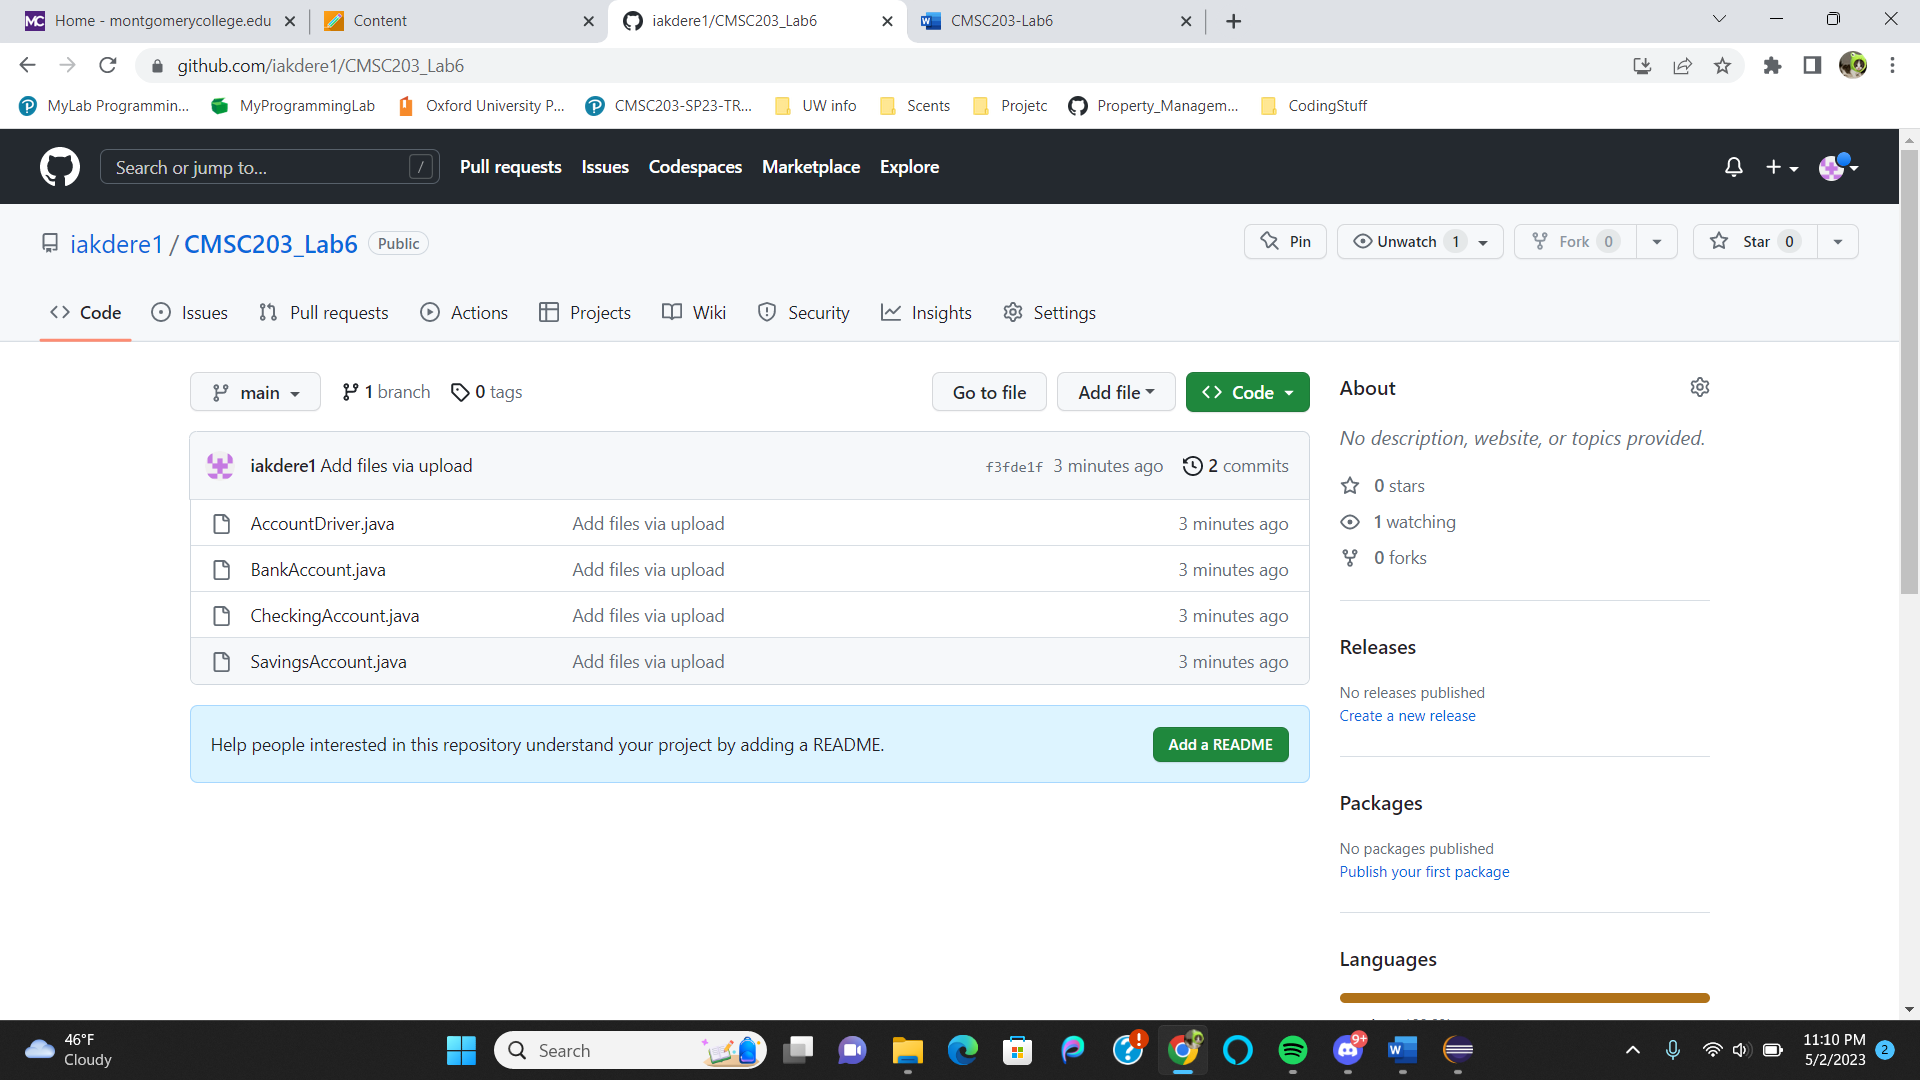 MC Home - montgomerycollege.edu
Content
iakdere1/CMSC203_Lab6
CMSC203-Lab6
github.com/iakdere1/CMSC203_Lab6
MyLab Programmin...
MyProgrammingLab
Oxford University P...
CMSC203-SP23-TR...
UW info
Scents
Projetc
Property_Managem...
CodingStuff
Search or jump to...
/
Pull requests
Issues
Codespaces
Marketplace
Explore
iakdere1 / CMSC203_Lab6 Public
Pin
Unwatch 1
Fork 0
Star 0
Code
Issues
Pull requests
Actions
Projects
Wiki
Security
Insights
Settings
main
1 branch
0 tags
Go to file
Add file
Code
iakdere1 Add files via upload
f3fde1f 3 minutes ago
2 commits
AccountDriver.java Add files via upload 3 minutes ago
BankAccount.java Add files via upload 3 minutes ago
CheckingAccount.java Add files via upload 3 minutes ago
SavingsAccount.java Add files via upload 3 minutes ago
Help people interested in this repository understand your project by adding a README.
Add a README
About
No description, website, or topics provided.
0 stars
1 watching
0 forks
Releases
No releases published
Create a new release
Packages
No packages published
Publish your first package
Languages
46°F
Cloudy
Search
9+
11:10 PM
5/2/2023
2